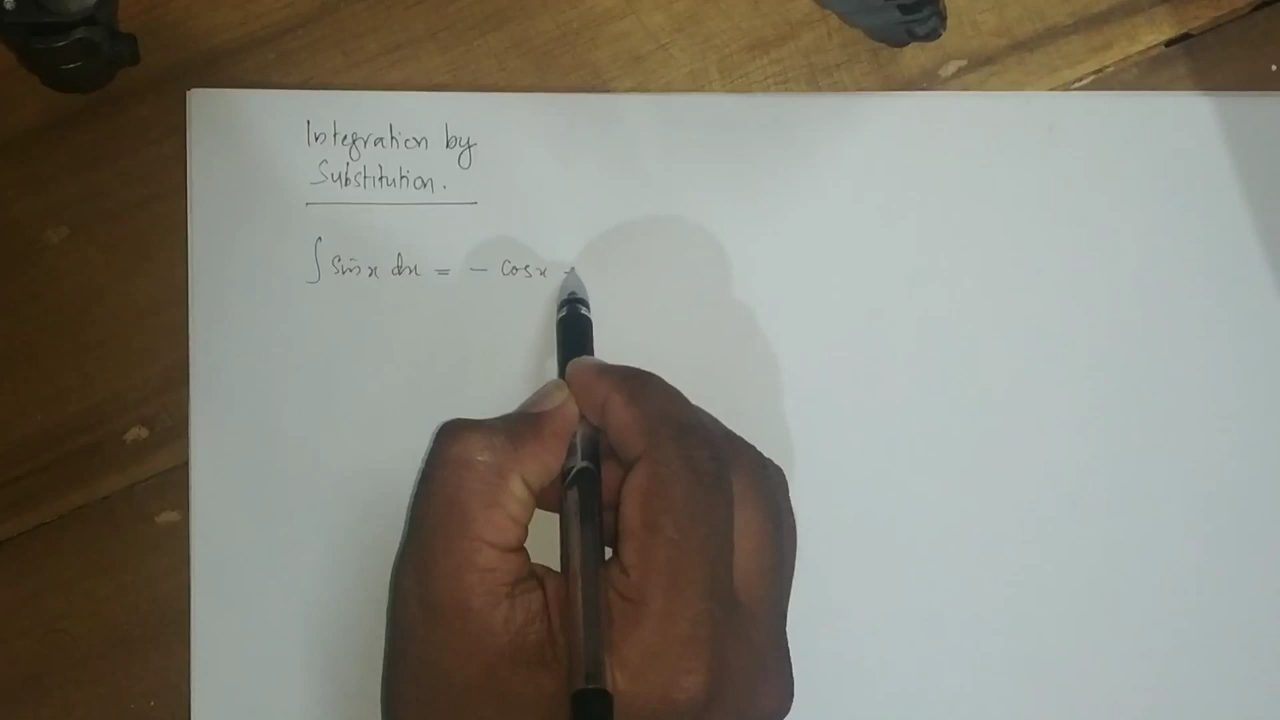 Integration by
Substitution.
∫ sin x dx = - cos x